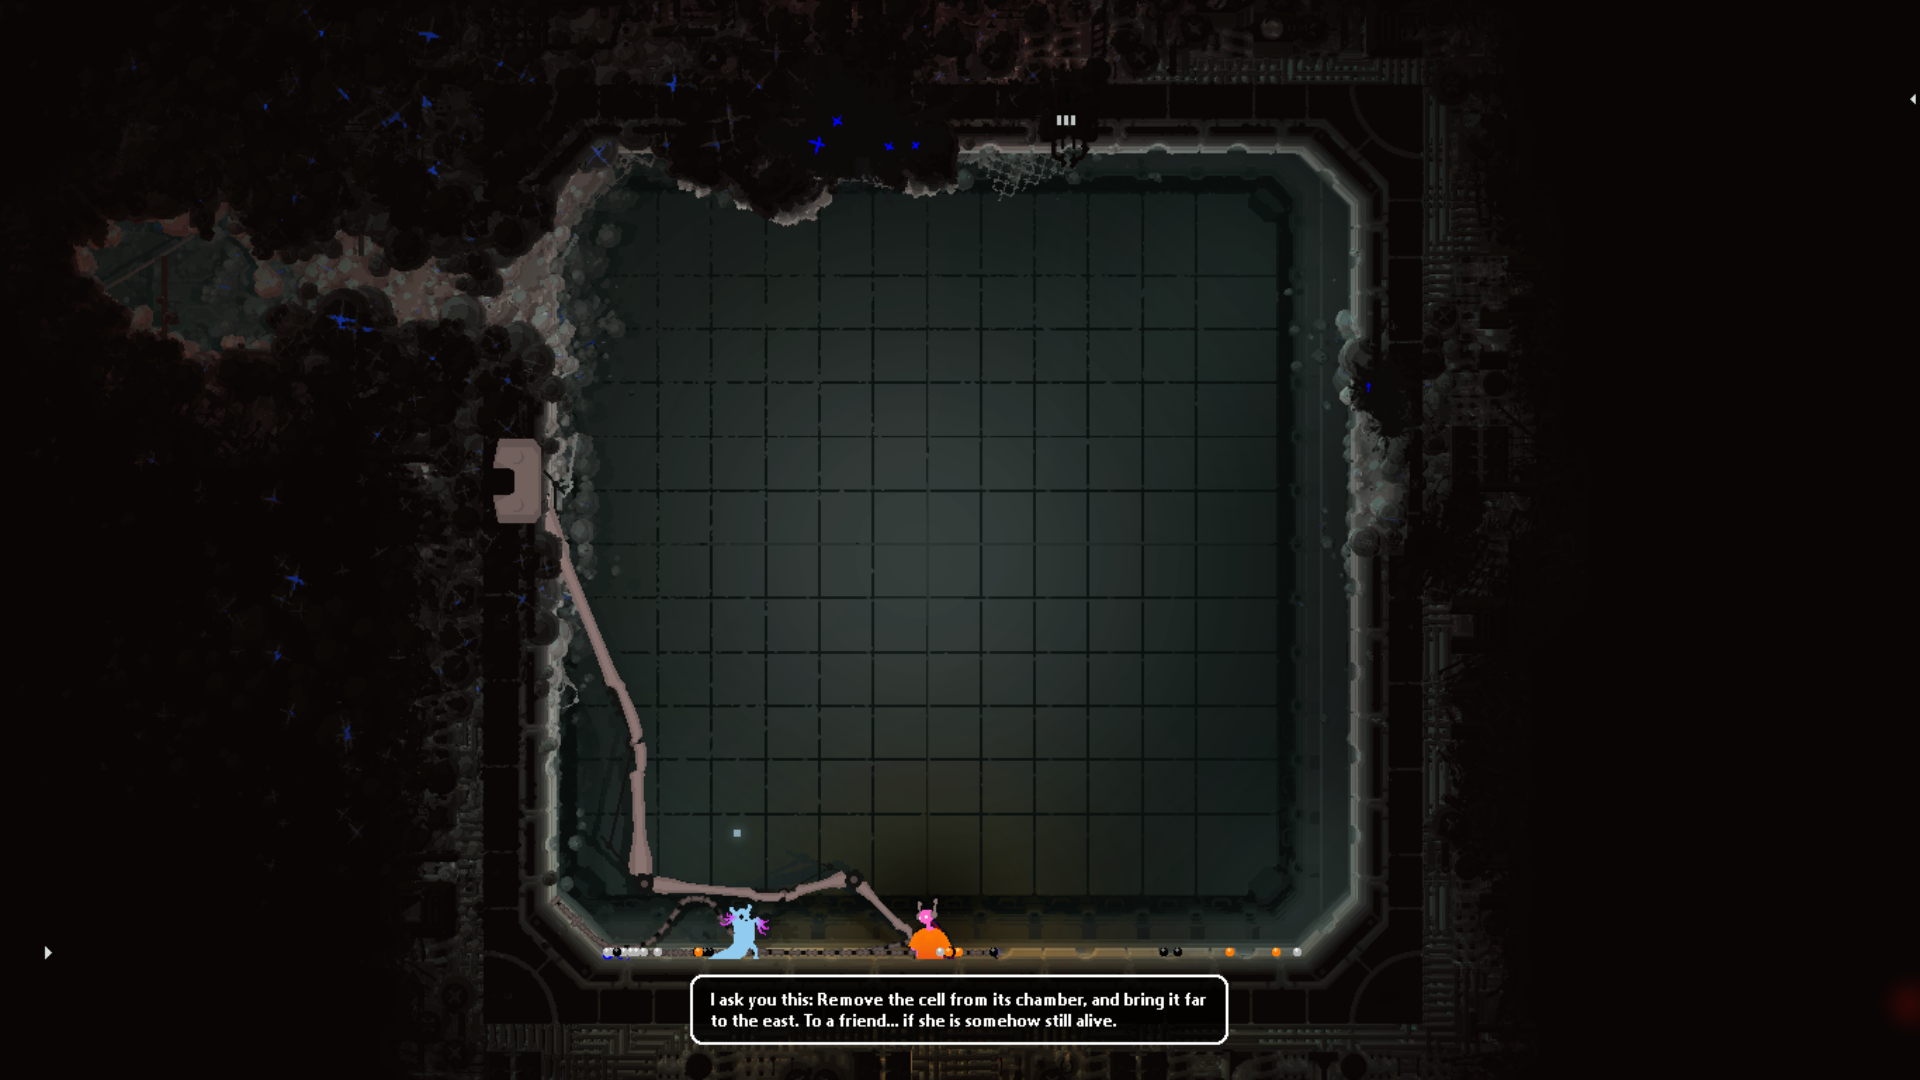 I ask you this: Remove the cell from its chamber, and bring it far
to the east. To a friend... if she is somehow still alive.